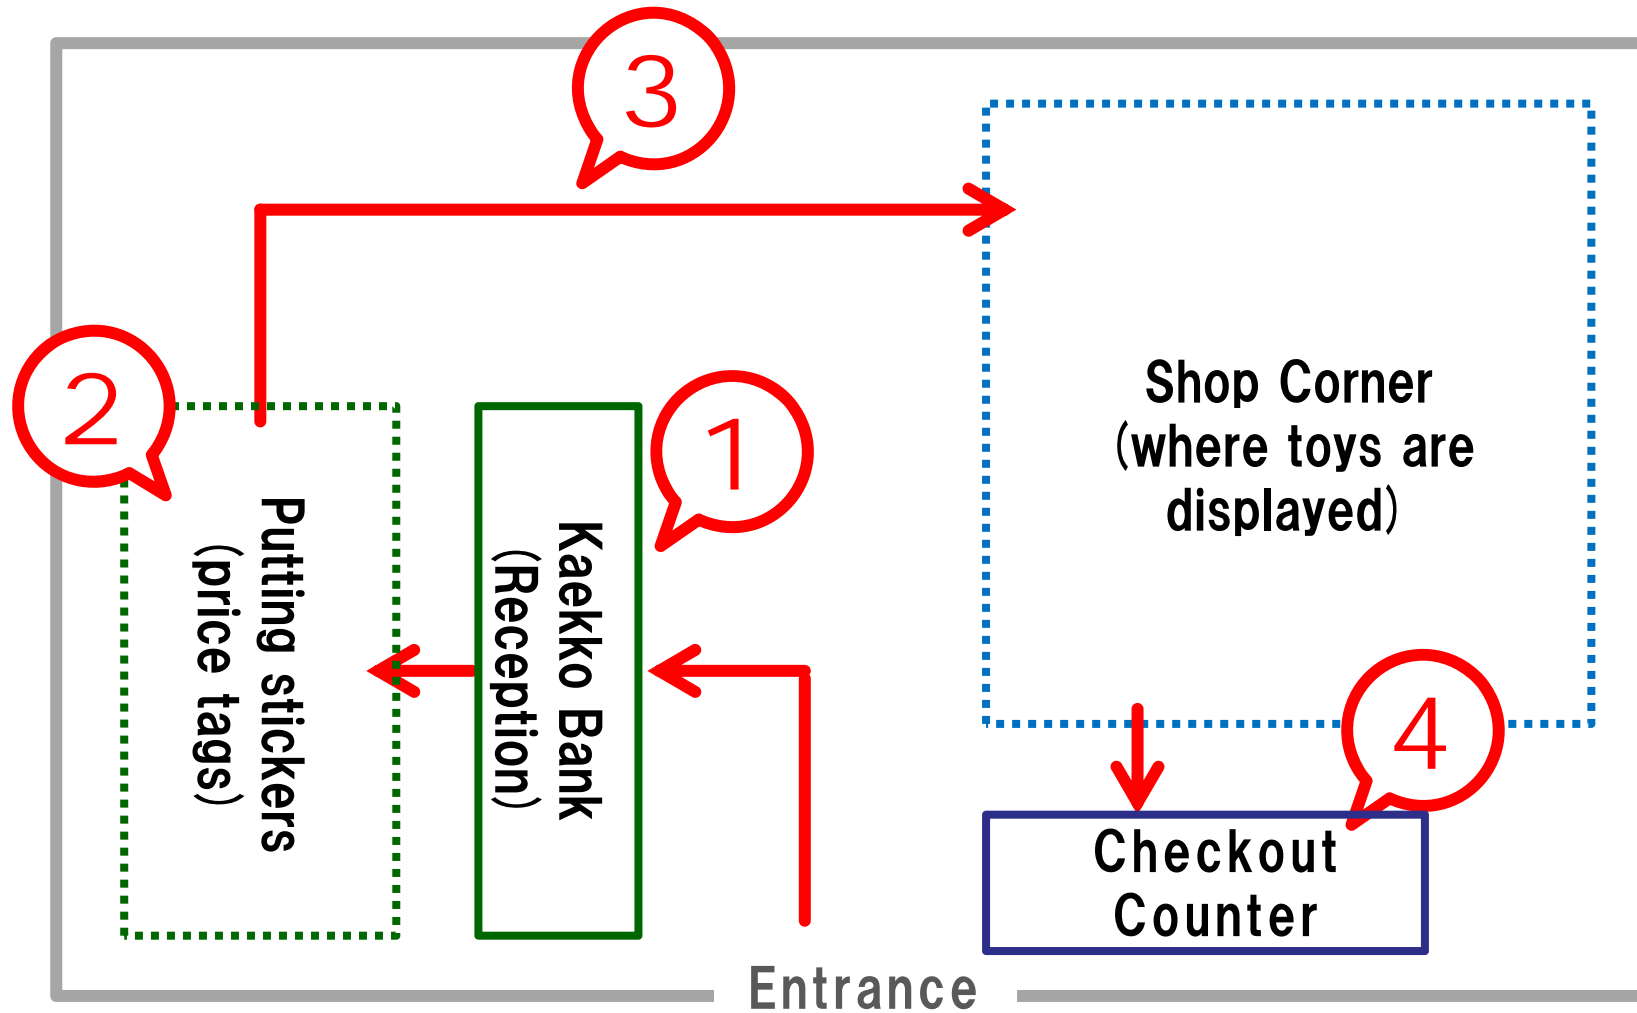 3
2
1
Putting stickers
(price tags)
Kaekko Bank
(Reception)
Shop Corner
(where toys are
displayed)
4
Checkout
Counter
Entrance